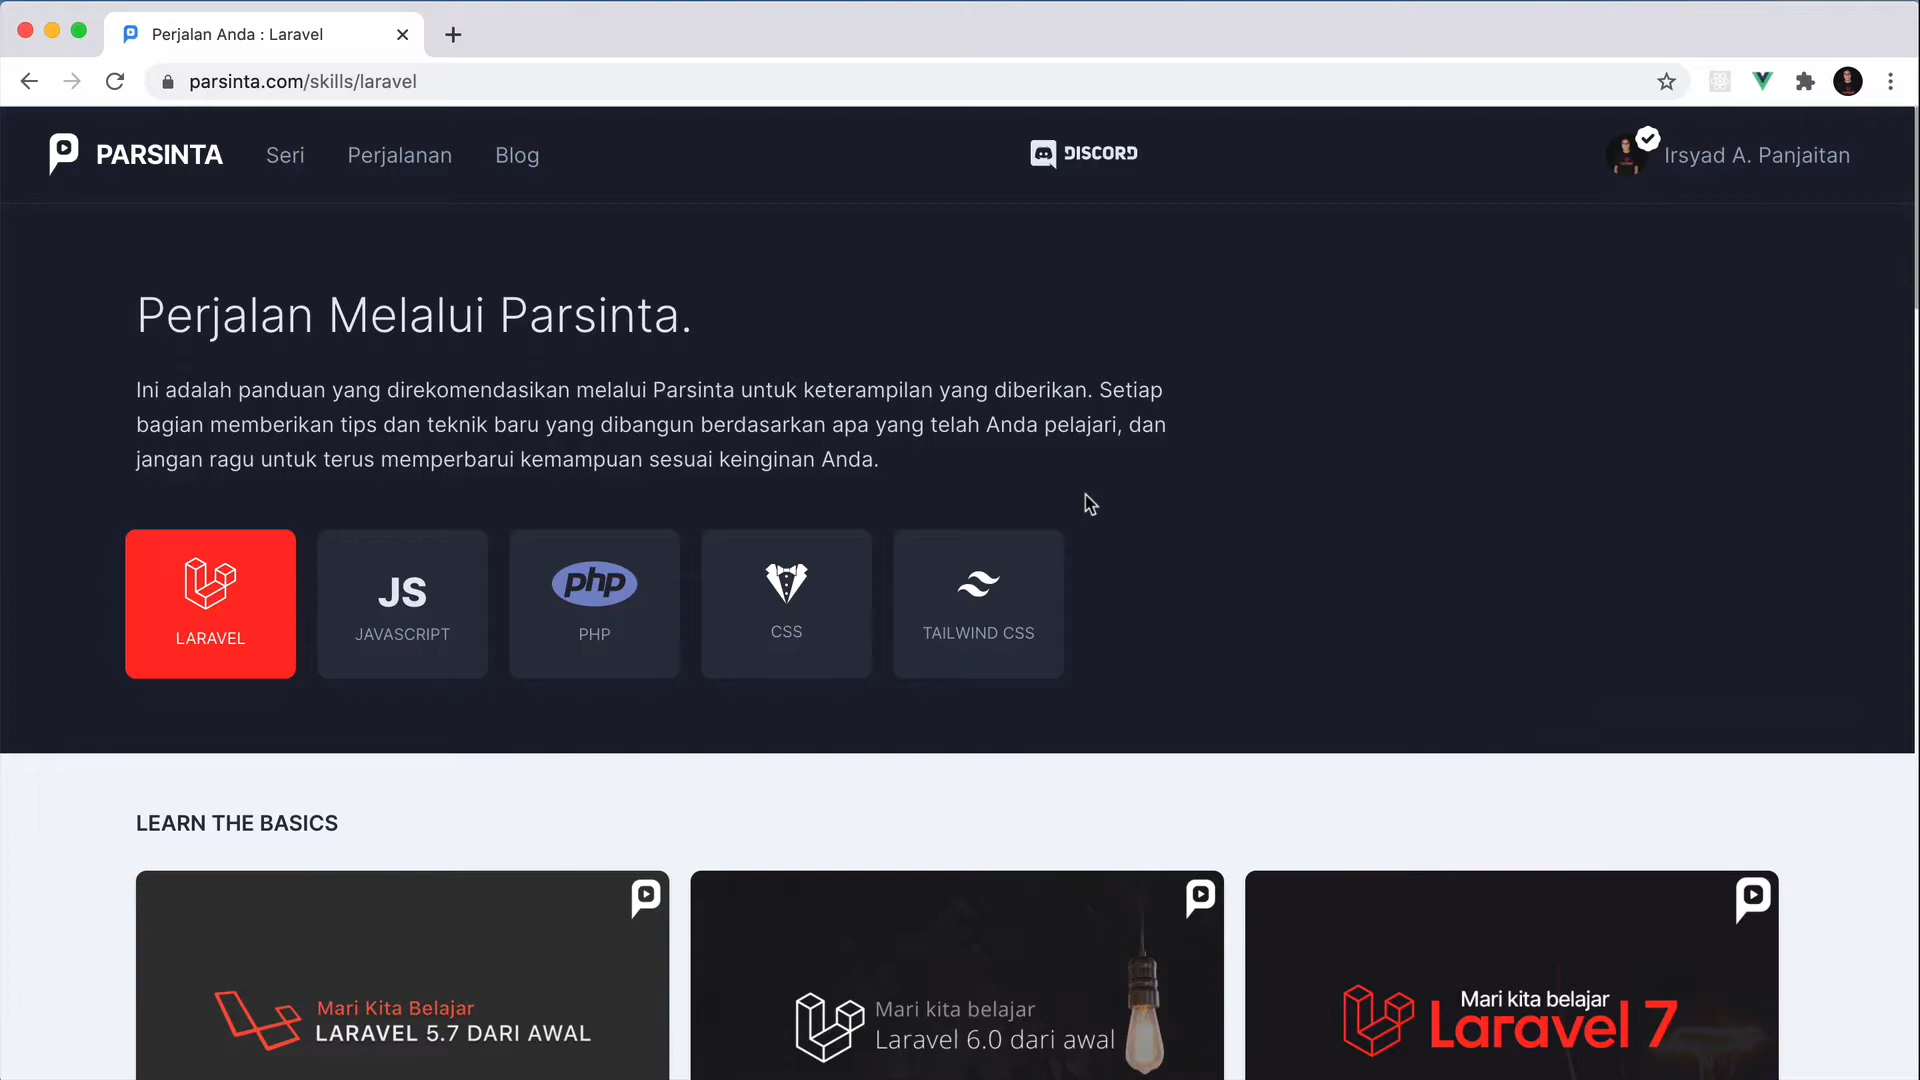 Perjalan Anda : Laravel
parsinta.com/skills/laravel
PARSINTA
Seri
Perjalanan
Blog
DISCORD
Irsyad A. Panjaitan
Perjalan Melalui Parsinta.
Ini adalah panduan yang direkomendasikan melalui Parsinta untuk keterampilan yang diberikan. Setiap
bagian memberikan tips dan teknik baru yang dibangun berdasarkan apa yang telah Anda pelajari, dan
jangan ragu untuk terus memperbarui kemampuan sesuai keinginan Anda.
LARAVEL
JS
JAVASCRIPT
php
PHP
CSS
TAILWIND CSS
LEARN THE BASICS
Mari Kita Belajar
LARAVEL 5.7 DARI AWAL
Mari kita belajar
Laravel 6.0 dari awal
Mari kita belajar
Laravel 7